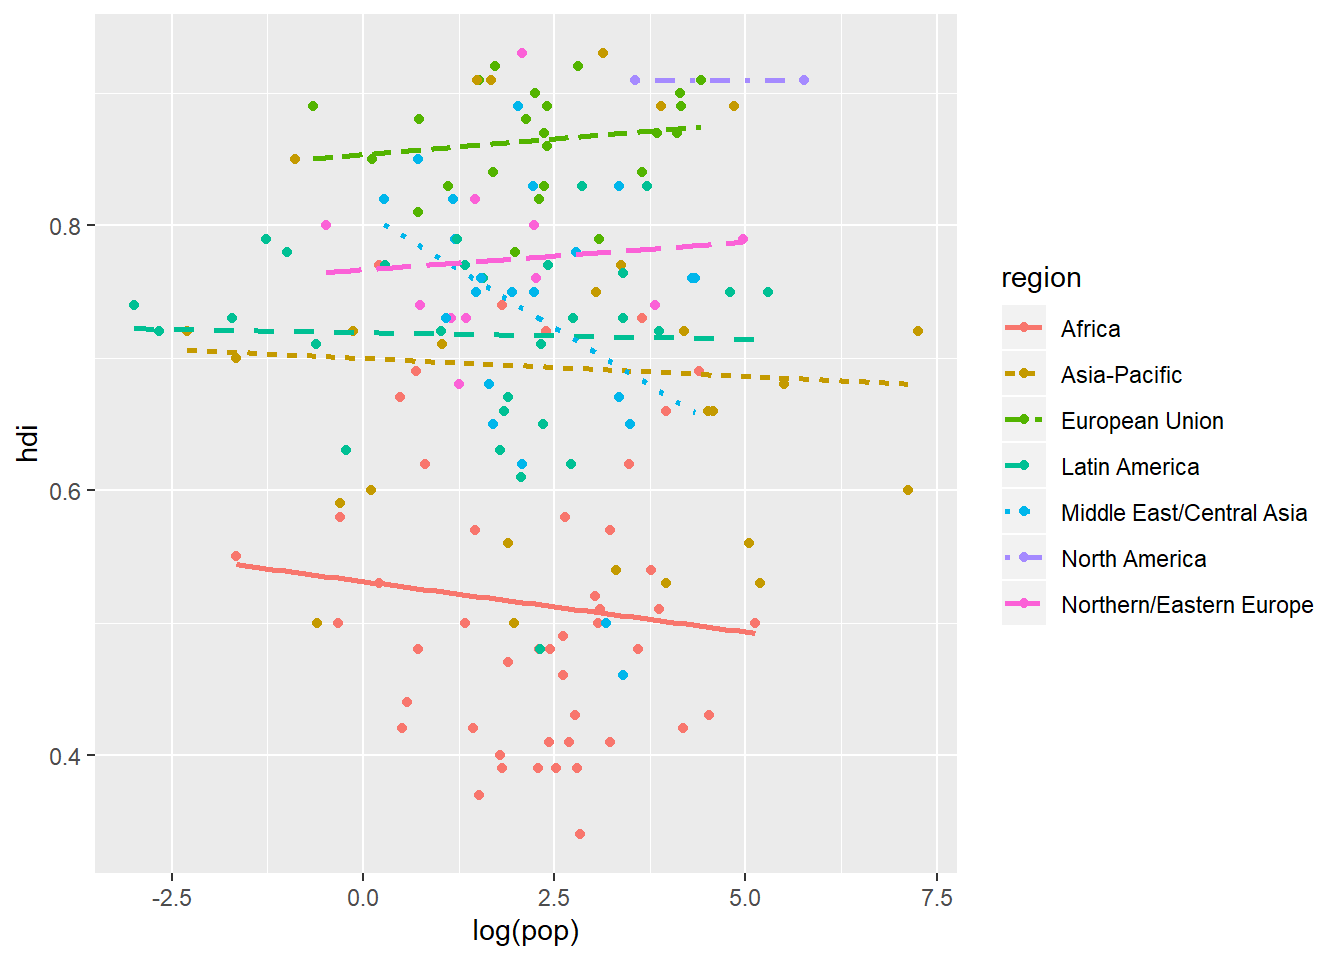 hdi
0.8
0.6
0.4
-2.5
0.0
2.5
5.0
7.5
log(pop)
region
Africa
Asia-Pacific
European Union
Latin America
Middle East/Central Asia
North America
Northern/Eastern Europe